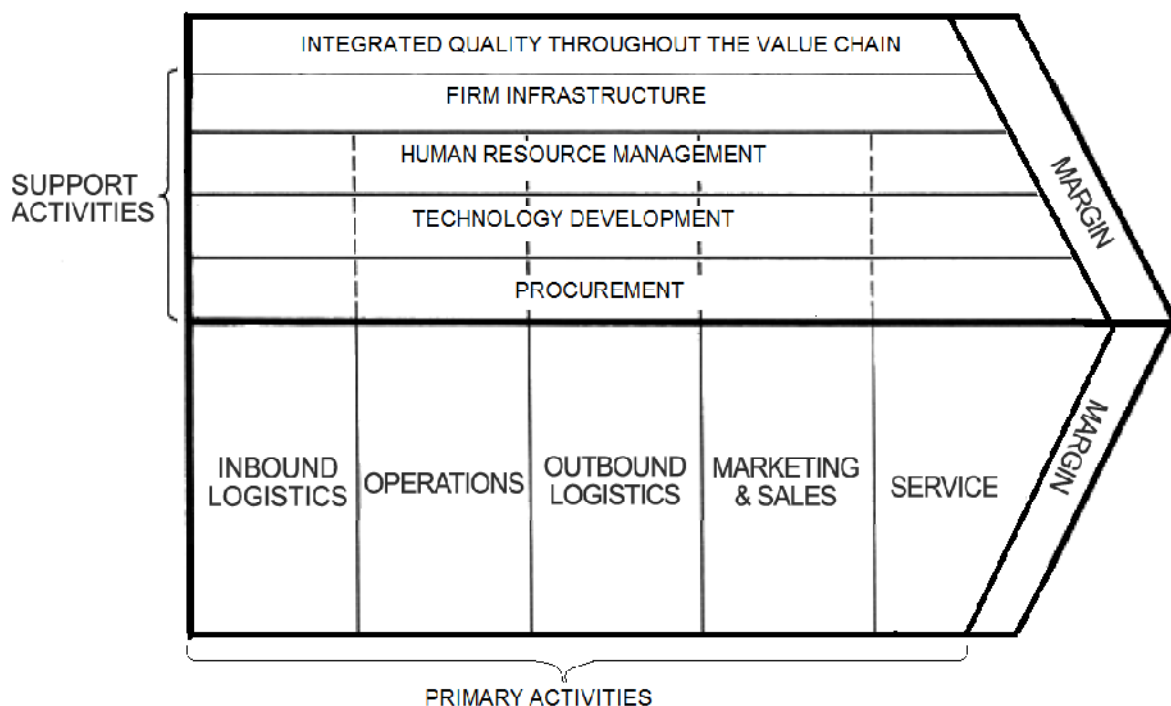 INTEGRATED QUALITY THROUGHOUT THE VALUE CHAIN
FIRM INFRASTRUCTURE
HUMAN RESOURCE MANAGEMENT
SUPPORT
ACTIVITIES
TECHNOLOGY DEVELOPMENT
PROCUREMENT
MARGIN
INBOUND
LOGISTICS
OPERATIONS
OUTBOUND
LOGISTICS
MARKETING
& SALES
SERVICE
MARGIN
PRIMARY ACTIVITIES